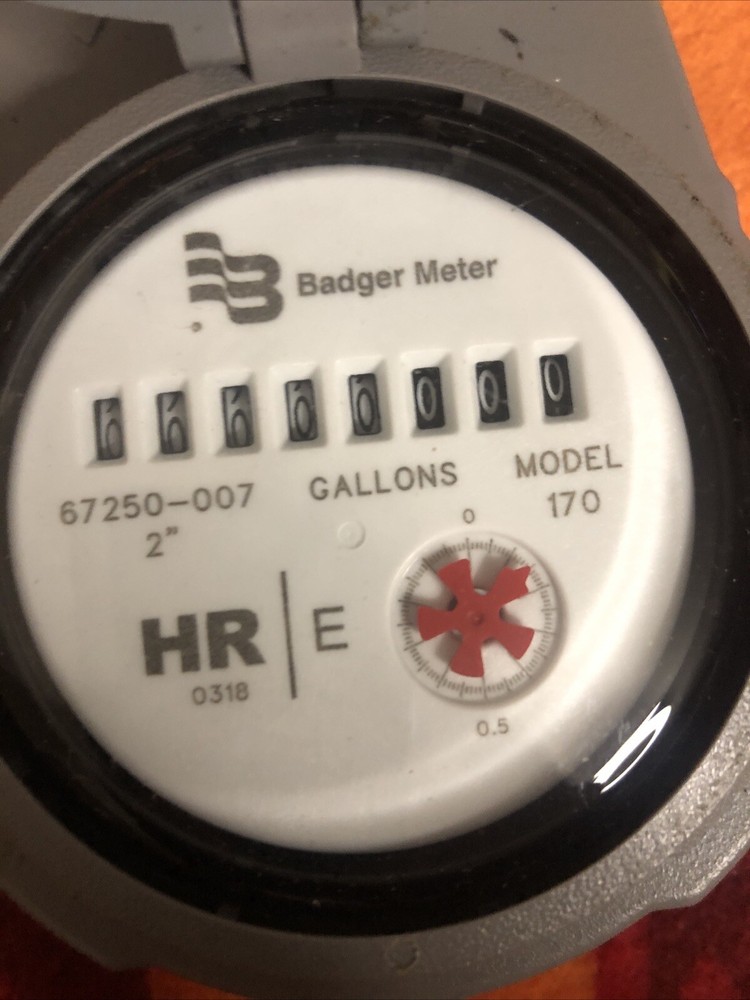 Badger Meter
00000000
67250-007 GALLONS MODEL
2" 170
0
HR E
0318
0.5